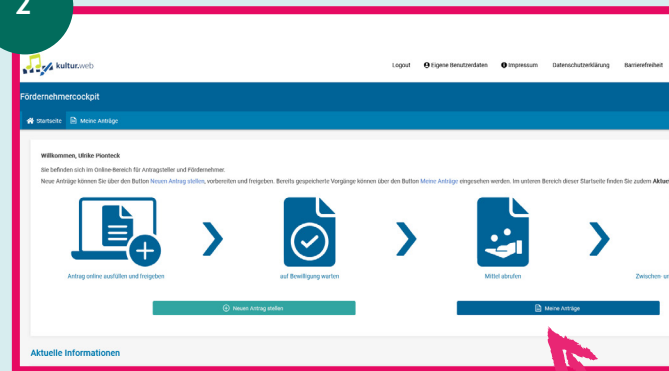 2
kultur.web
Logout Eigene Benutzerdaten Impressum Datenschutzerklärung Barrierefreiheit
Fördernehmercockpit
Startseite Meine Anträge
Willkommen, Ulrike Pionteck
Sie befinden sich im Online-Bereich für Antragsteller und Fördernehmer.
Neue Anträge können Sie über den Button Neuen Antrag stellen, vorbereiten und freigeben. Bereits gespeicherte Vorgänge können über den Button Meine Anträge eingesehen werden. Im unteren Bereich dieser Startseite finden Sie zudem
Antrag online ausfüllen und freigeben
auf Bewilligung warten
Mittel abrufen
Neuen Antrag stellen
Meine Anträge
Aktuelle Informationen